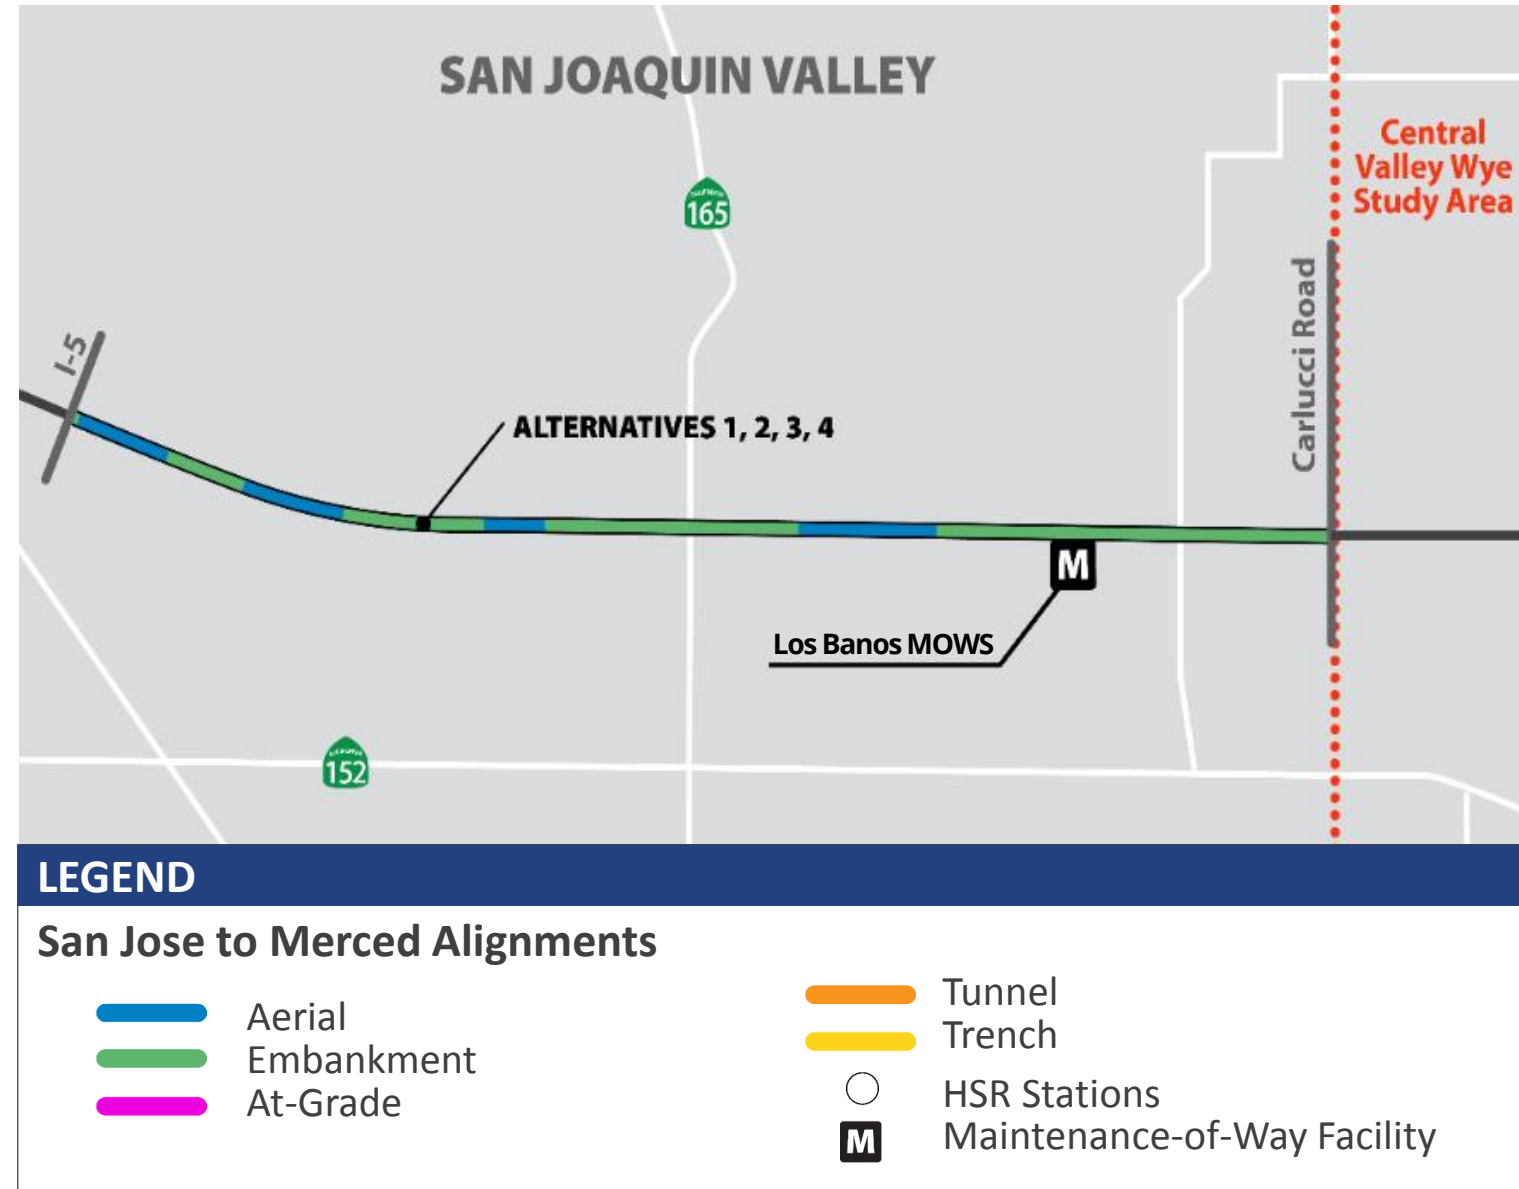 SAN JOAQUIN VALLEY
Central
Valley Wye
Study Area
165
Carlucci Road
I-5
ALTERNATIVES 1, 2, 3, 4
M
Los Banos MOWS
152
LEGEND
San Jose to Merced Alignments
Aerial
Embankment
At-Grade
Tunnel
Trench
HSR Stations
M
Maintenance-of-Way Facility